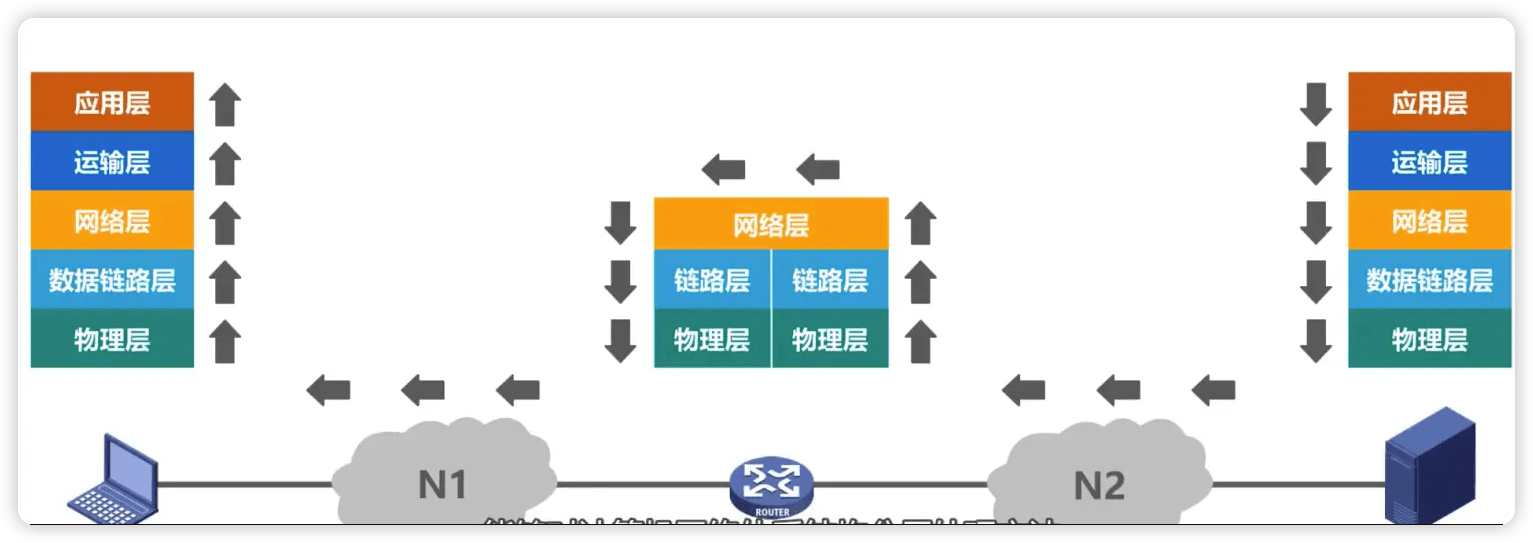 应用层
运输层
网络层
数据链路层
物理层
网络层
链路层 链路层
物理层 物理层
应用层
运输层
网络层
数据链路层
物理层
N1
ROUTER
N2